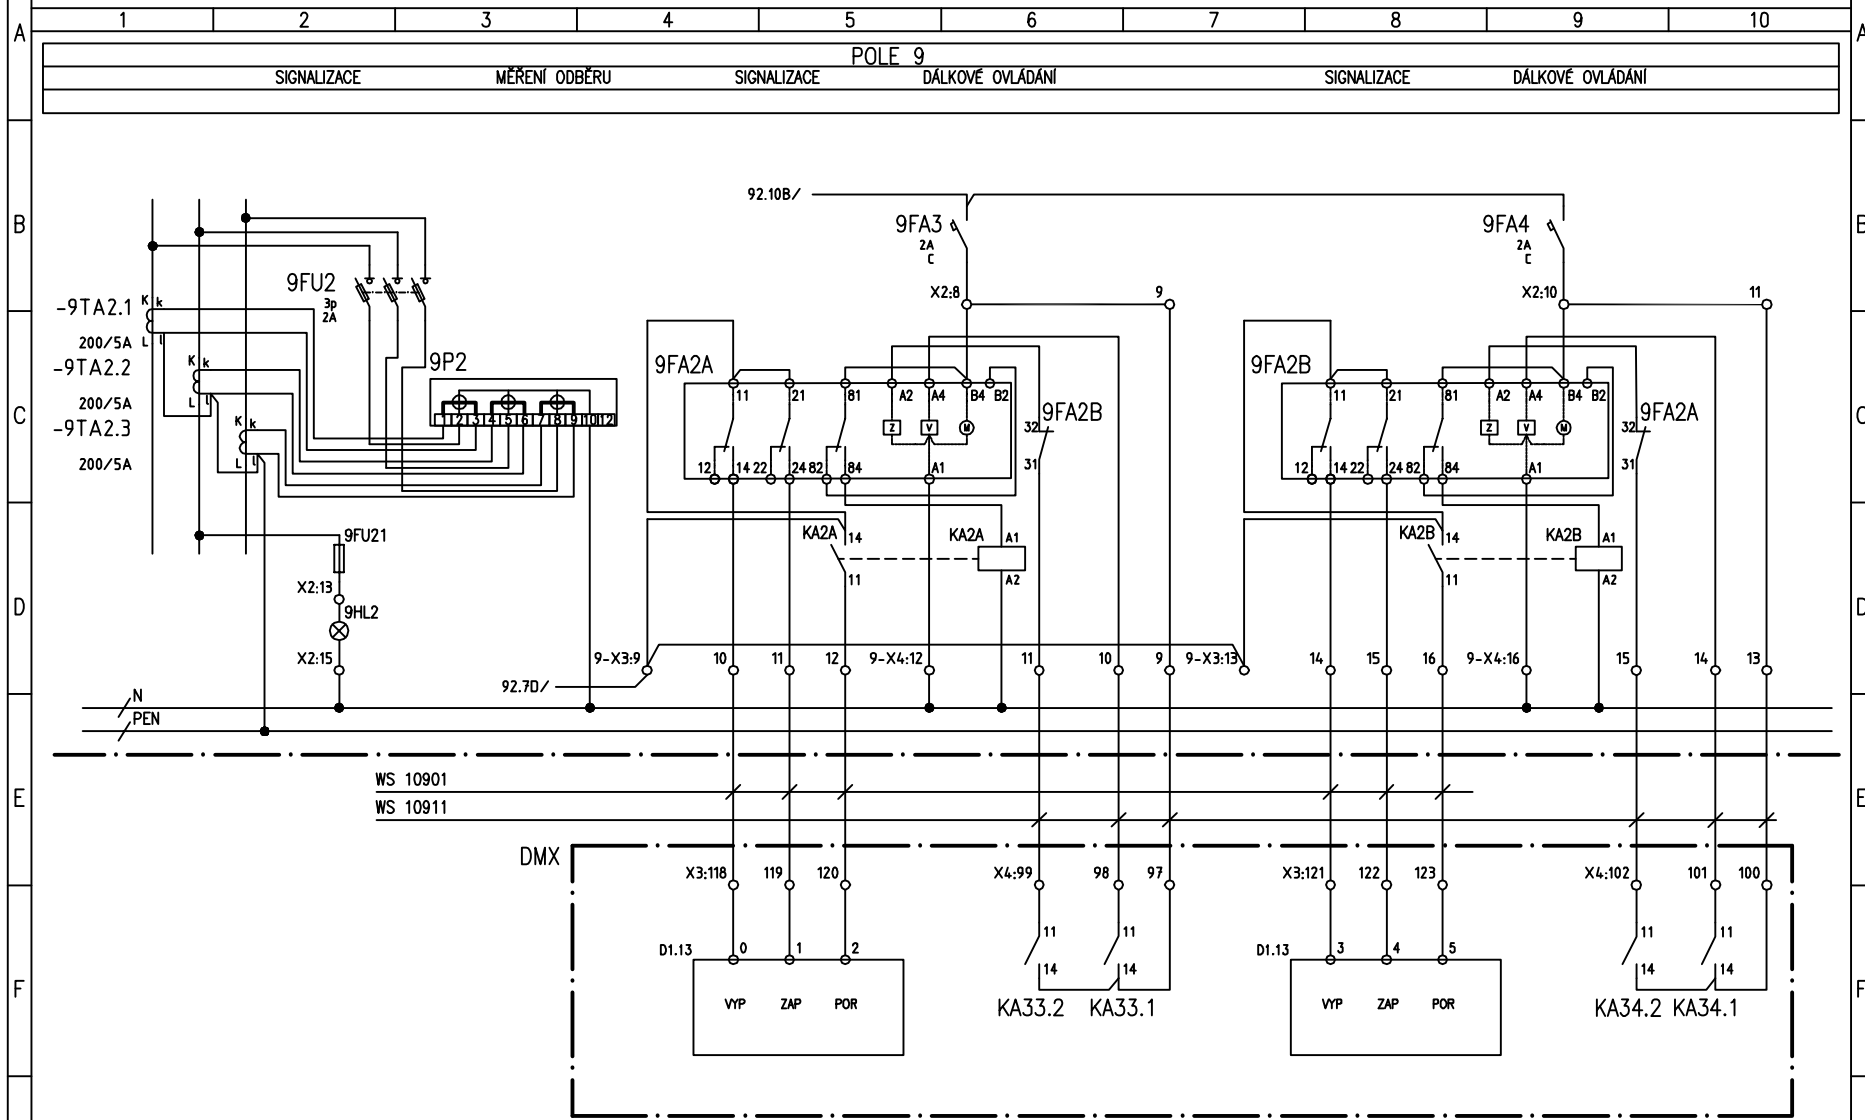 1 2 3 4 5 6 7 8 9 10
A A
POLE 9
SIGNALIZACE MĚŘENÍ ODBĚRU SIGNALIZACE DÁLKOVÉ OVLÁDÁNÍ SIGNALIZACE DÁLKOVÉ OVLÁDÁNÍ
92.10B/
B B
9FA3 9FA4
2A 2A
C C
9FU2
3p
2A
X2:8 9 X2:10 11
-9TA2.1 K k
200/5A L l
-9TA2.2 K k
200/5A L l
-9TA2.3 K k
200/5A L l
9P2
1 2 3 4 5 6 7 8 9 10 12
C C
9FA2A 9FA2B
11 21 81 A2 A4 B4 B2 11 21 81 A2 A4 B4 B2
Z V M Z V M
9FA2B 9FA2A
32 32
31 31
12 14 22 24 82 84 A1 12 14 22 24 82 84 A1
9FU21
KA2A 14 KA2A A1 KA2B 14 KA2B A1
11 A2 11 A2
X2:13
9HL2
D D
X2:15
9-X3:9 10 11 12 9-X4:12 11 10 9 9-X3:13 14 15 16 9-X4:16 15 14 13
92.7D/
N
PEN
WS 10901
WS 10911
E E
DMX
X3:118 119 120 X4:99 98 97 X3:121 122 123 X4:102 101 100
11 11 11 11
D1.13 0 1 2 D1.13 3 4 5
14 14 14 14
F F
VYP ZAP POR KA33.2 KA33.1 VYP ZAP POR KA34.2 KA34.1